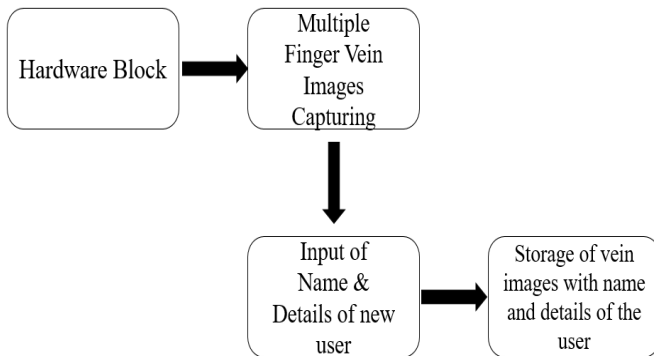 Hardware Block
Multiple
Finger Vein
Images
Capturing
Input of
Name &
Details of new
user
Storage of vein
images with name
and details of the
user